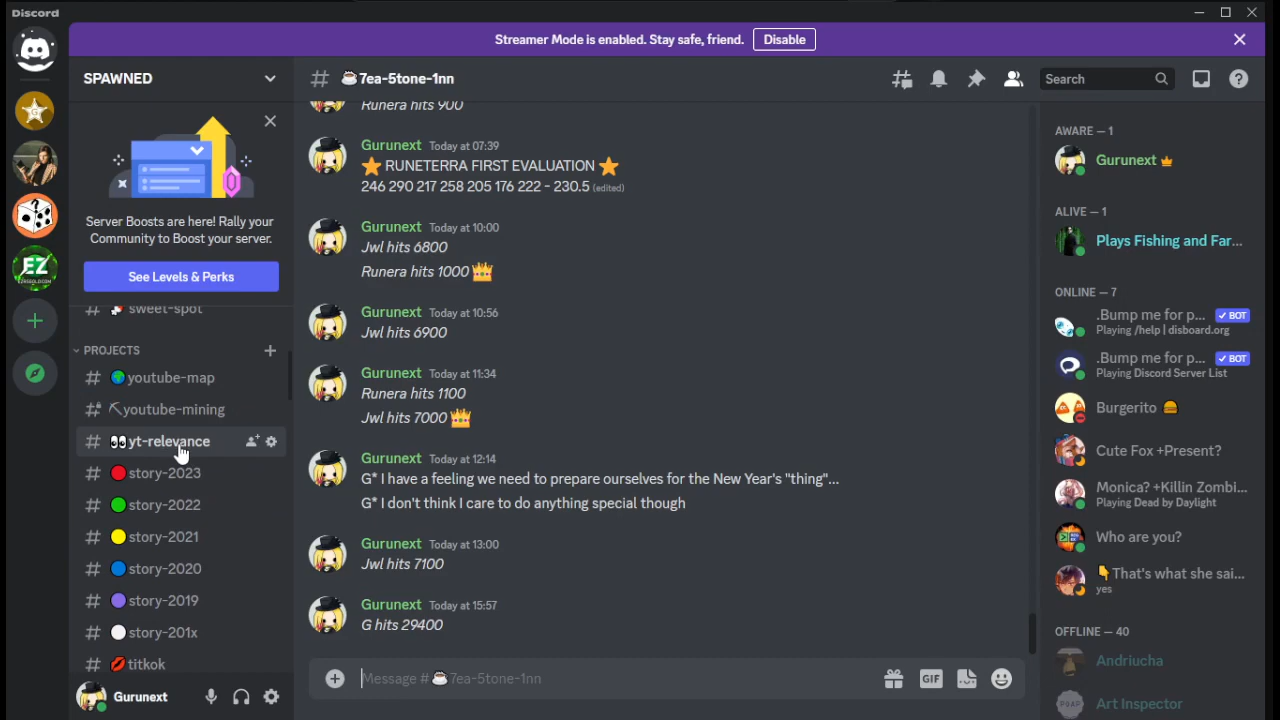 Discord
Streamer Mode is enabled. Stay safe, friend. Disable
SPAWNED
Server Boosts are here! Rally your
Community to Boost your server.
See Levels & Perks
sweet-spot
PROJECTS
youtube-map
youtube-mining
yt-relevance
story-2023
story-2022
story-2021
story-2020
story-2019
story-201x
titkok
Gurunext
7ea-5tone-1nn
Search
Runera hits 900
Gurunext Today at 07:39
RUNETERRA FIRST EVALUATION
246 290 217 258 205 176 222 - 230.5 (edited)
Gurunext Today at 10:00
Jwl hits 6800
Runera hits 1000
Gurunext Today at 10:56
Jwl hits 6900
Gurunext Today at 11:34
Runera hits 1100
Jwl hits 7000
Gurunext Today at 12:14
G* I have a feeling we need to prepare ourselves for the New Year's "thing"...
G* I don't think I care to do anything special though
Gurunext Today at 13:00
Jwl hits 7100
Gurunext Today at 15:57
G hits 29400
Message # 7ea-5tone-1nn
GIF
AWARE — 1
Gurunext
ALIVE — 1
Plays Fishing and Far...
ONLINE — 7
.Bump me for p... ✓ BOT
Playing /help | disboard.org
.Bump me for p... ✓ BOT
Playing Discord Server List
Burgerito
Cute Fox +Present?
Monica? +Killin Zombi...
Playing Dead by Daylight
Who are you?
That's what she sai...
yes
OFFLINE — 40
Andriucha
Art Inspector